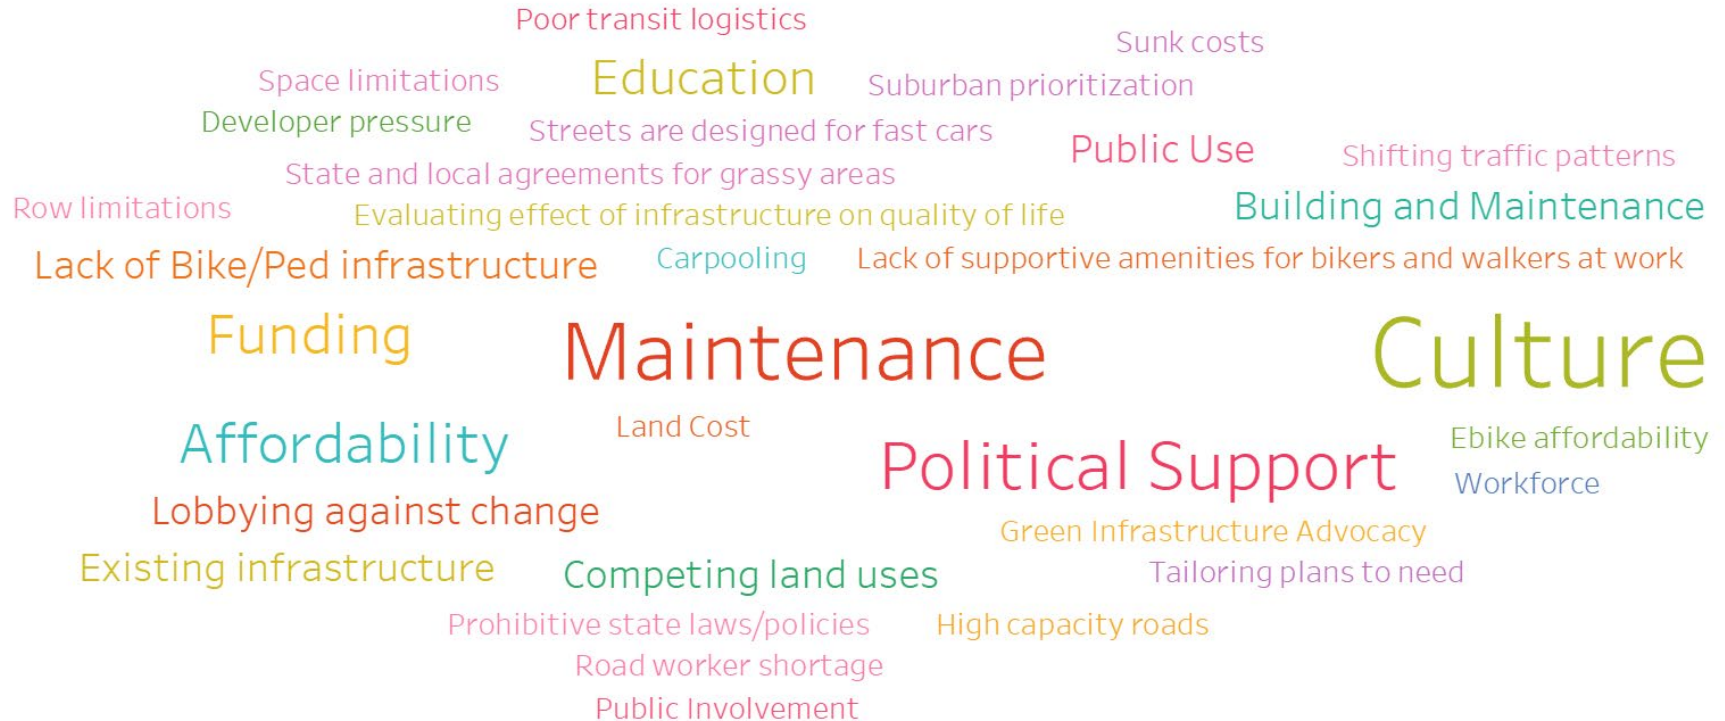 Poor transit logistics
Sunk costs
Space limitations
Education
Suburban prioritization
Developer pressure
Streets are designed for fast cars
Public Use
Shifting traffic patterns
State and local agreements for grassy areas
Row limitations
Evaluating effect of infrastructure on quality of life
Building and Maintenance
Lack of Bike/Ped infrastructure
Carpooling
Lack of supportive amenities for bikers and walkers at work
Funding
Maintenance
Culture
Affordability
Land Cost
Political Support
Ebike affordability
Workforce
Lobbying against change
Green Infrastructure Advocacy
Existing infrastructure
Competing land uses
Tailoring plans to need
Prohibitive state laws/policies
High capacity roads
Road worker shortage
Public Involvement